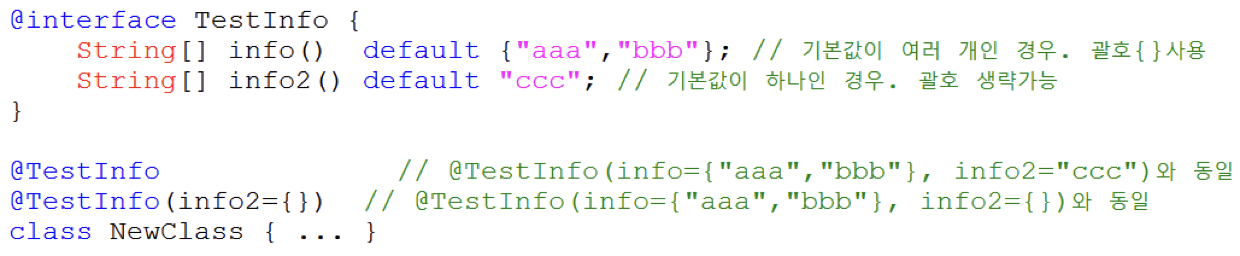 @interface TestInfo {
    String[] info()  default {"aaa","bbb"}; // 기본값이 여러 개인 경우. 괄호{}사용
    String[] info2() default "ccc"; // 기본값이 하나인 경우. 괄호 생략가능
}

@TestInfo              // @TestInfo(info={"aaa","bbb"}, info2="ccc")와 동일
@TestInfo(info2={})  // @TestInfo(info={"aaa","bbb"}, info2={})와 동일
class NewClass { ... }